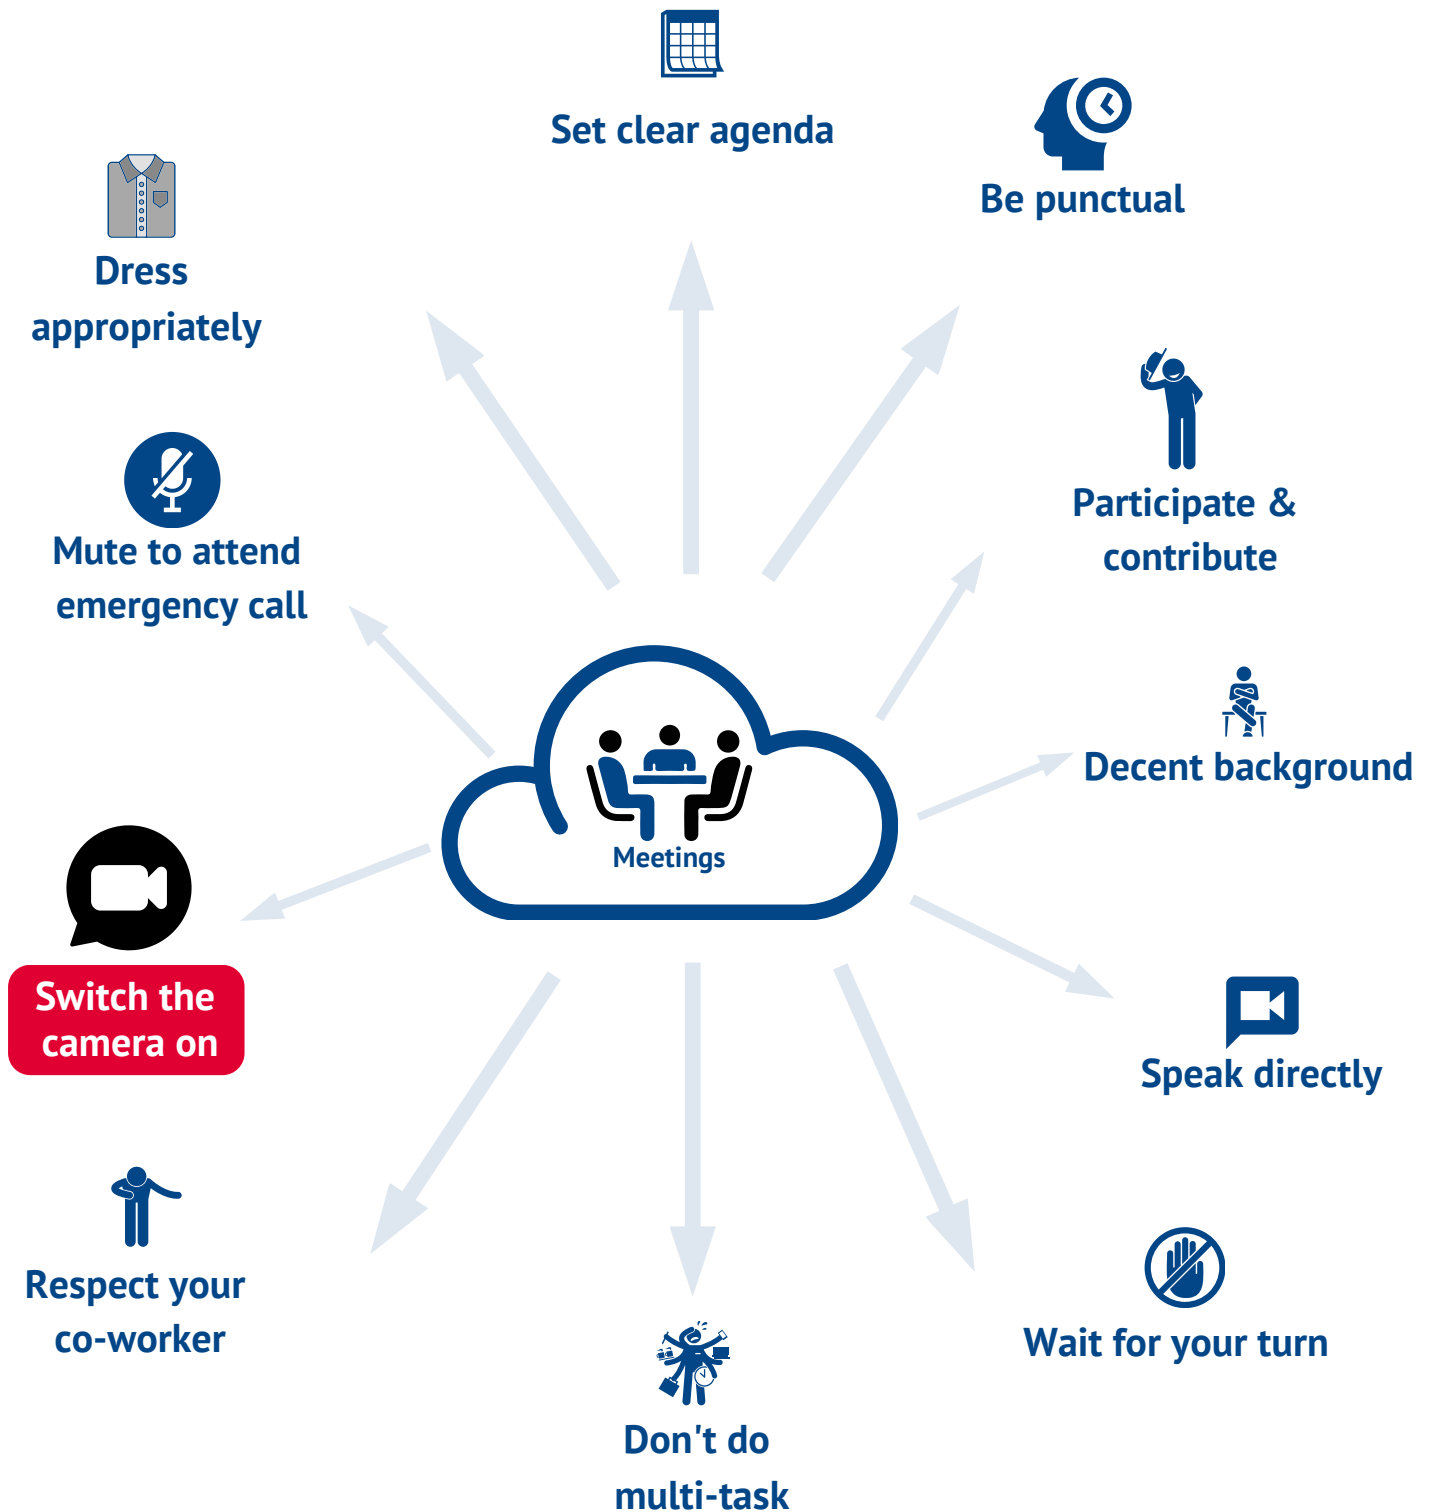 Set clear agenda
Be punctual
Dress
appropriately
Participate &
contribute
Mute to attend
emergency call
Decent background
Meetings
Switch the
camera on
Speak directly
Respect your
co-worker
Wait for your turn
Don't do
multi-task